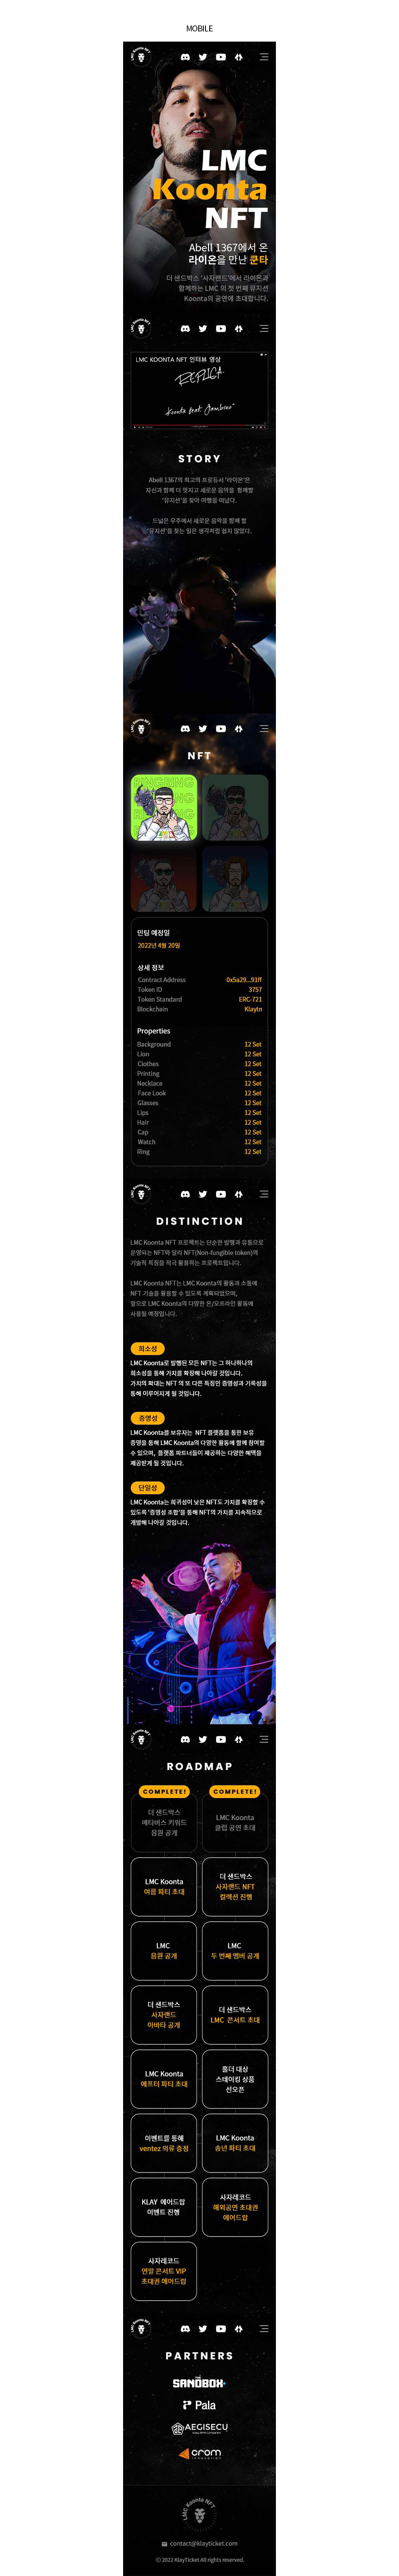 MOBILE
LMC Koonta NFT
LMC
Koonta
NFT
Abell 1367에서 온
라이온을 만난 쿤타
더 샌드박스 '사자랜드'에서 라이온과
함께하는 LMC 의 첫 번째 뮤지션
Koonta의 공연에 초대합니다.
LMC Koonta NFT
LMC KOONTA NFT 인터뷰 영상
REPLICA
Koonta feat. Jambino
STORY
Abell 1367의 최고의 프로듀서 '라이온'은
자신과 함께 더 멋지고 새로운 음악을 함께할
'뮤지션'을 찾아 여행을 떠났다.
드넓은 우주에서 새로운 음악을 함께 할
'뮤지션'을 찾는 일은 생각처럼 쉽지 않았다.
LMC Koonta NFT
NFT
민팅 예정일
2022년 4월 20일
상세 정보
Contract Address 0x5a29...91ff
Token ID 3757
Token Standard ERC-721
Blockchain Klaytn
Properties
Background 12 Set
Lion 12 Set
Clothes 12 Set
Printing 12 Set
Necklace 12 Set
Face Look 12 Set
Glasses 12 Set
Lips 12 Set
Hair 12 Set
Cap 12 Set
Watch 12 Set
Ring 12 Set
LMC Koonta NFT
DISTINCTION
LMC Koonta NFT 프로젝트는 단순한 발행과 유통으로
운영되는 NFT와 달리 NFT(Non-fungible token)의
기술적 특징을 적극 활용하는 프로젝트입니다.
LMC Koonta NFT는 LMC Koonta의 활동과 소통에
NFT 기술을 활용할 수 있도록 계획되었으며,
앞으로 LMC Koonta의 다양한 온/오프라인 활동에
사용될 예정입니다.
희소성
LMC Koonta로 발행된 모든 NFT는 그 하나하나의
희소성을 통해 가치를 확장해 나아갈 것입니다.
가치의 확대는 NFT 의 또 다른 특징인 증명성과 기록성을
통해 이루어지게 될 것입니다.
증명성
LMC Koonta를 보유자는 NFT 플랫폼을 통한 보유
증명을 통해 LMC Koonta의 다양한 활동에 함께 참여할
수 있으며, 플랫폼 파트너들이 제공하는 다양한 혜택을
제공받게 될 것입니다.
단일성
LMC Koonta는 희귀성이 낮은 NFT도 가치를 확장할 수
있도록 '증명성 조합'을 통해 NFT의 가치를 지속적으로
개발해 나아갈 것입니다.
LMC Koonta NFT
ROADMAP
COMPLETE!
더 샌드박스
메타버스 키워드
음원 공개
COMPLETE!
LMC Koonta
클럽 공연 초대
LMC Koonta
여름 파티 초대
더 샌드박스
사자랜드 NFT
컬렉션 진행
LMC
음원 공개
LMC
두 번째 멤버 공개
더 샌드박스
사자랜드
아바타 공개
더 샌드박스
LMC 콘서트 초대
LMC Koonta
에프터 파티 초대
홀더 대상
스테이킹 상품
선오픈
이벤트를 통해
ventez 의류 증정
LMC Koonta
송년 파티 초대
KLAY 에어드랍
이벤트 진행
사자레코드
해외공연 초대권
에어드랍
사자레코드
연말 콘서트 VIP
초대권 에어드랍
LMC Koonta NFT
PARTNERS
THE
SANDBOX
Pala
AEGISECU
crom
LMC Koonta NFT
contact@klayticket.com
ⓒ 2022 KlayTicket All rights reserved.